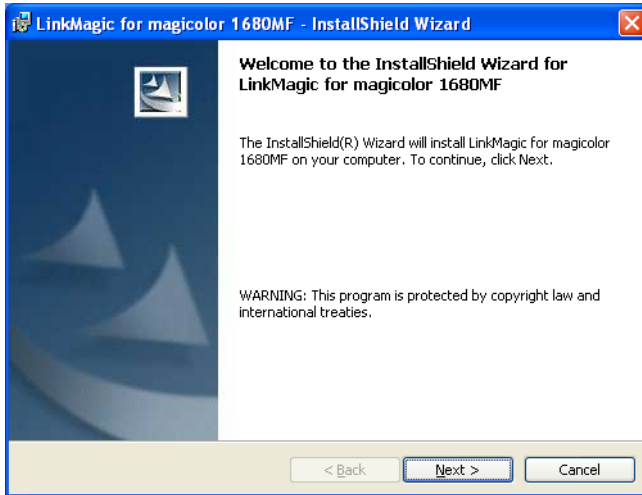 LinkMagic for magicolor 1680MF - InstallShield Wizard
Welcome to the InstallShield Wizard for
LinkMagic for magicolor 1680MF
The InstallShield(R) Wizard will install LinkMagic for magicolor
1680MF on your computer. To continue, click Next.
WARNING: This program is protected by copyright law and
international treaties.
< Back Next > Cancel